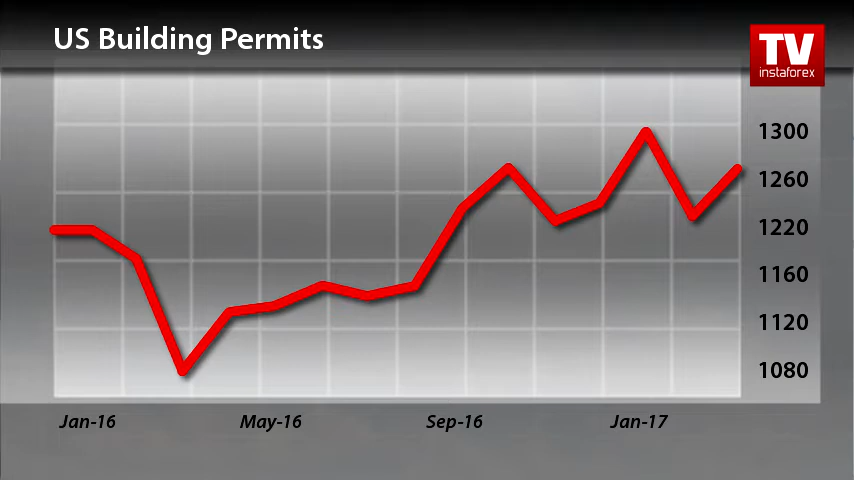 US Building Permits
TV
instaforex
1300
1260
1220
1160
1120
1080
Jan-16
May-16
Sep-16
Jan-17